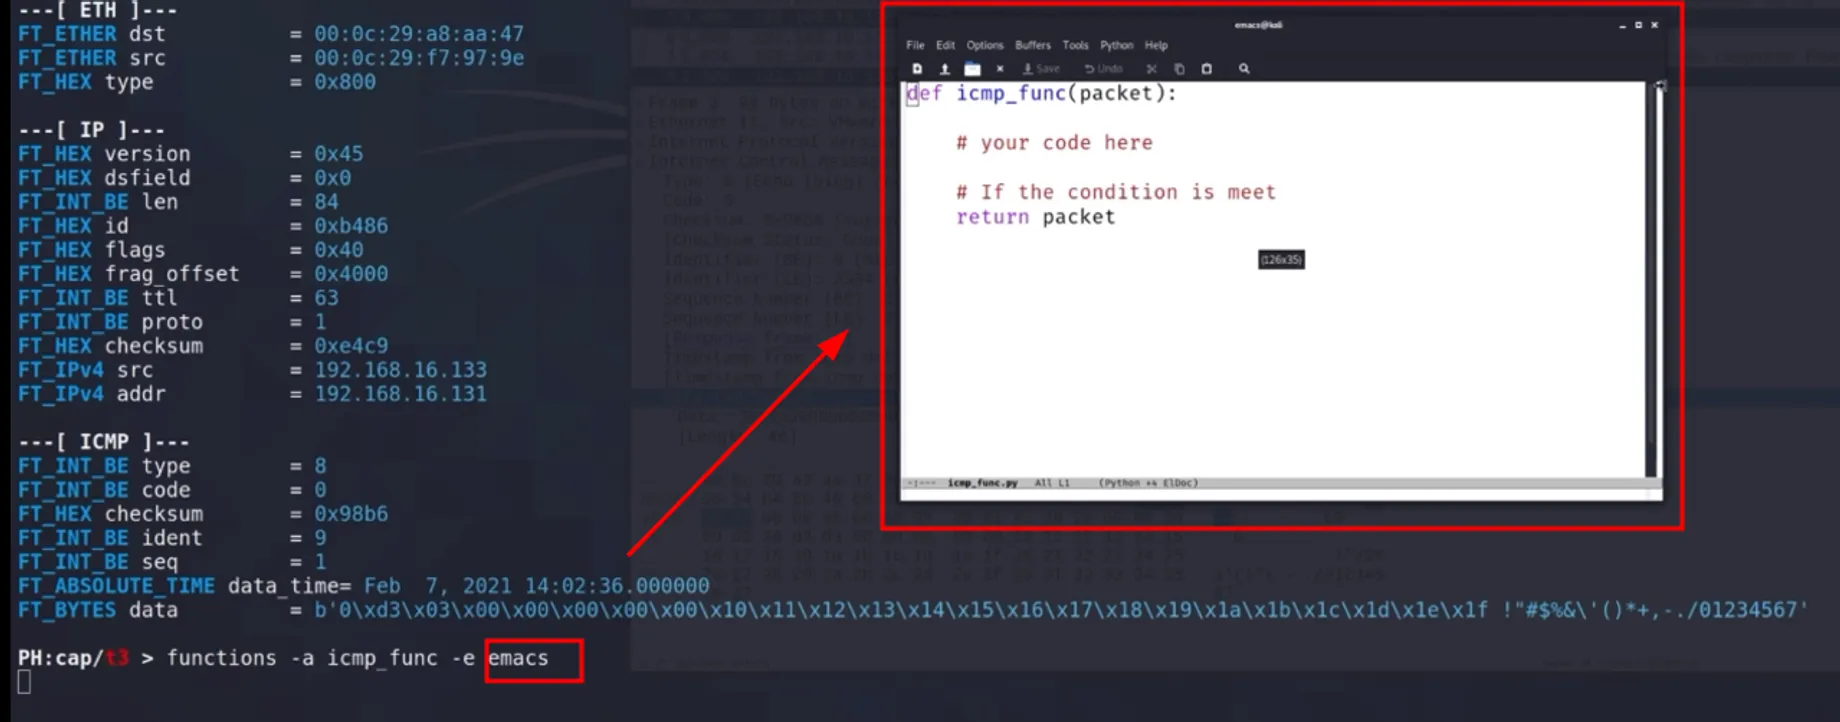 ---[ ETH ]---
FT_ETHER dst = 00:0c:29:a8:aa:47
FT_ETHER src = 00:0c:29:f7:97:9e
FT_HEX type = 0x800
---[ IP ]---
FT_HEX version = 0x45
FT_HEX dsfield = 0x0
FT_INT_BE len = 84
FT_HEX id = 0xb486
FT_HEX flags = 0x40
FT_HEX frag_offset = 0x4000
FT_INT_BE ttl = 63
FT_INT_BE proto = 1
FT_HEX checksum = 0xe4c9
FT_IPv4 src = 192.168.16.133
FT_IPv4 addr = 192.168.16.131
---[ ICMP ]---
FT_INT_BE type = 8
FT_INT_BE code = 0
FT_HEX checksum = 0x98b6
FT_INT_BE ident = 9
FT_INT_BE seq = 1
FT_ABSOLUTE_TIME data_time= Feb  7, 2021 14:02:36.000000
FT_BYTES data = b'0\xd3\x03\x00\x00\x00\x00\x00\x10\x11\x12\x13\x14\x15\x16\x17\x18\x19\x1a\x1b\x1c\x1d\x1e\x1f !"#$%&\'()*+,-./01234567'
PH:cap/t3 > functions -a icmp_func -e emacs
emacs@kali
File Edit Options Buffers Tools Python Help
Save Undo
def icmp_func(packet):
# your code here
# If the condition is meet
return packet
(126x35)
-:--- icmp_func.py All L1 (Python +4 ElDoc)